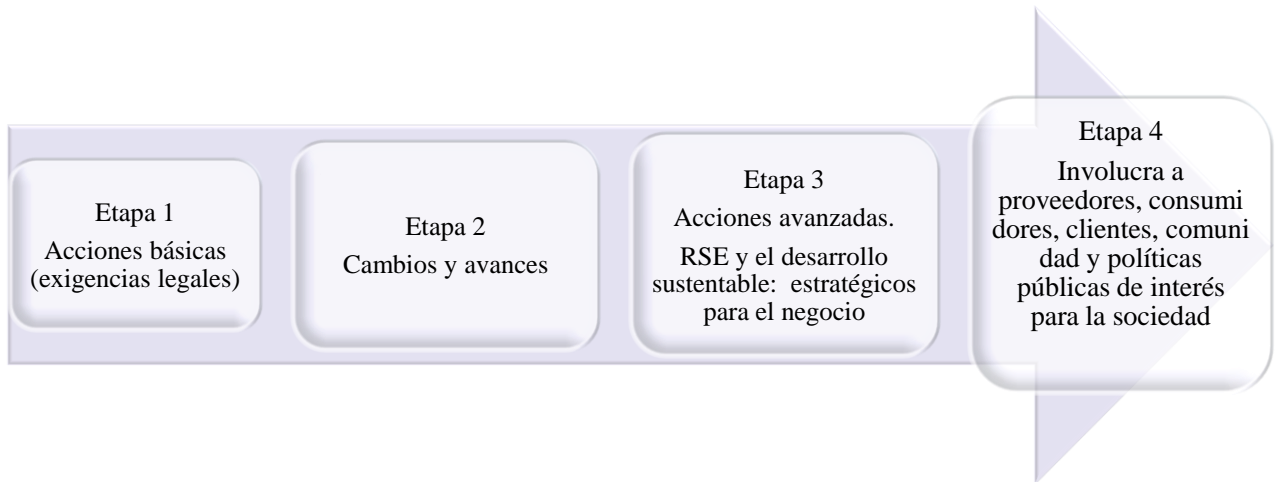 Etapa 1
Acciones básicas
(exigencias legales)
Etapa 2
Cambios y avances
Etapa 3
Acciones avanzadas.
RSE y el desarrollo
sustentable: estratégicos
para el negocio
Etapa 4
Involucra a
proveedores, consumi
dores, clientes, comuni
dad y políticas
públicas de interés
para la sociedad